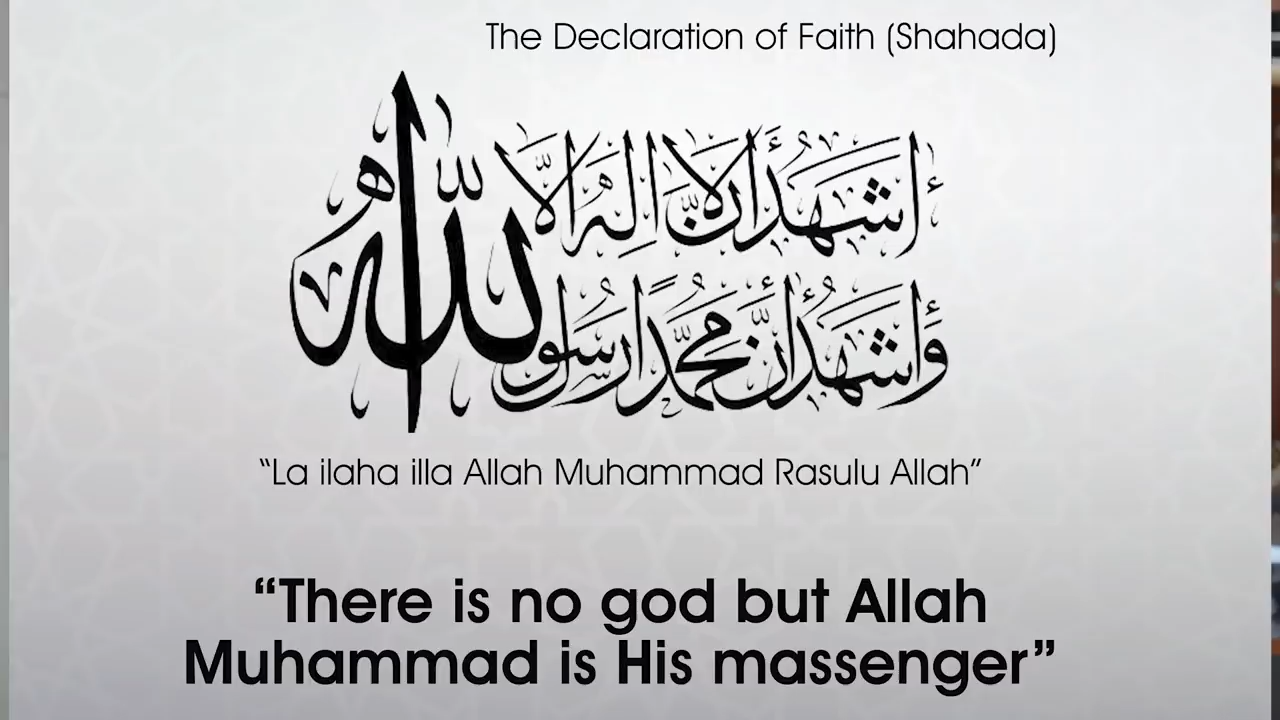 The Declaration of Faith (Shahada)
أشهد أن لا إله إلا الله
وأشهد أن محمدا رسول الله
“La ilaha illa Allah Muhammad Rasulu Allah”
“There is no god but Allah
Muhammad is His massenger”